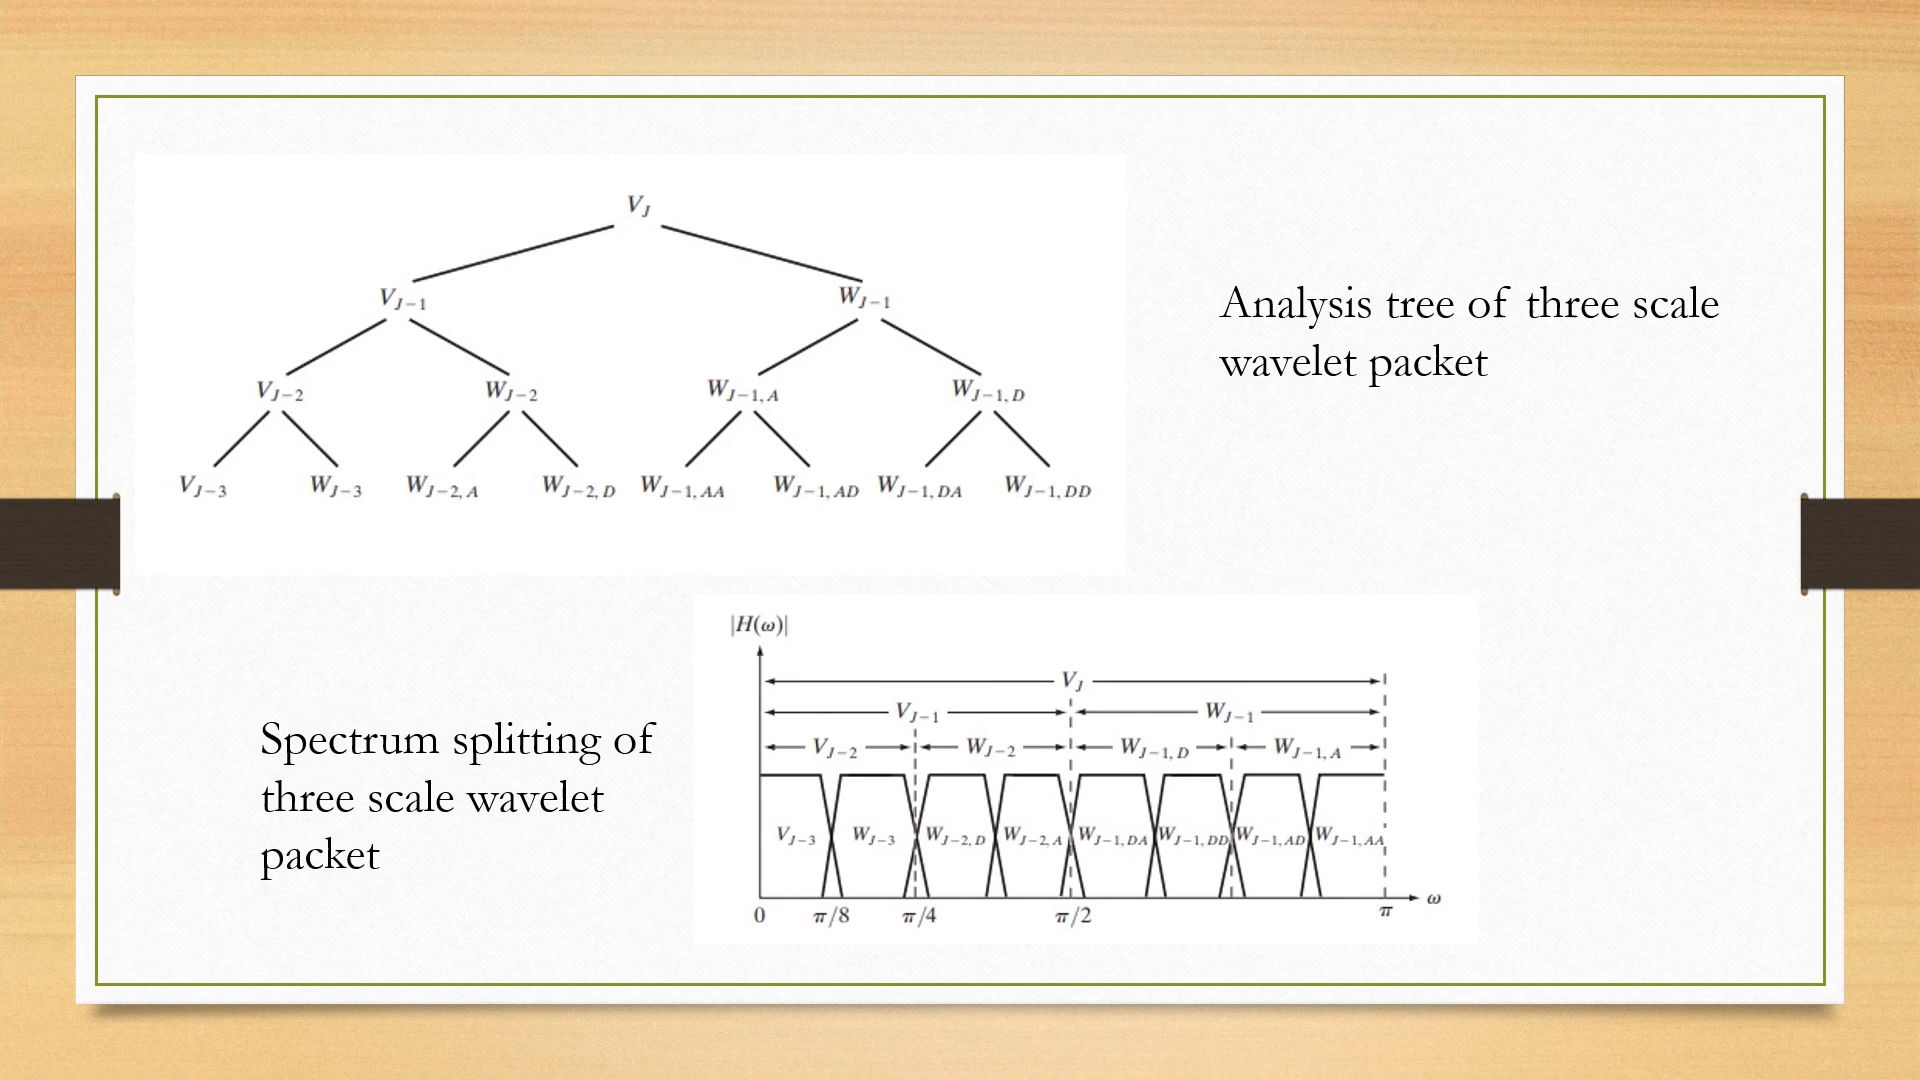 V_J
V_{J−1} W_{J−1}
V_{J−2} W_{J−2} W_{J−1, A} W_{J−1, D}
V_{J−3} W_{J−3} W_{J−2, A} W_{J−2, D} W_{J−1, AA} W_{J−1, AD} W_{J−1, DA} W_{J−1, DD}
Analysis tree of three scale
wavelet packet
Spectrum splitting of
three scale wavelet
packet
|H(ω)|
V_J
V_{J−1} W_{J−1}
V_{J−2} W_{J−2} W_{J−1, D} W_{J−1, A}
V_{J−3} W_{J−3} W_{J−2, D} W_{J−2, A} W_{J−1, DA} W_{J−1, DD} W_{J−1, AD} W_{J−1, AA}
ω
0 π/8 π/4 π/2 π